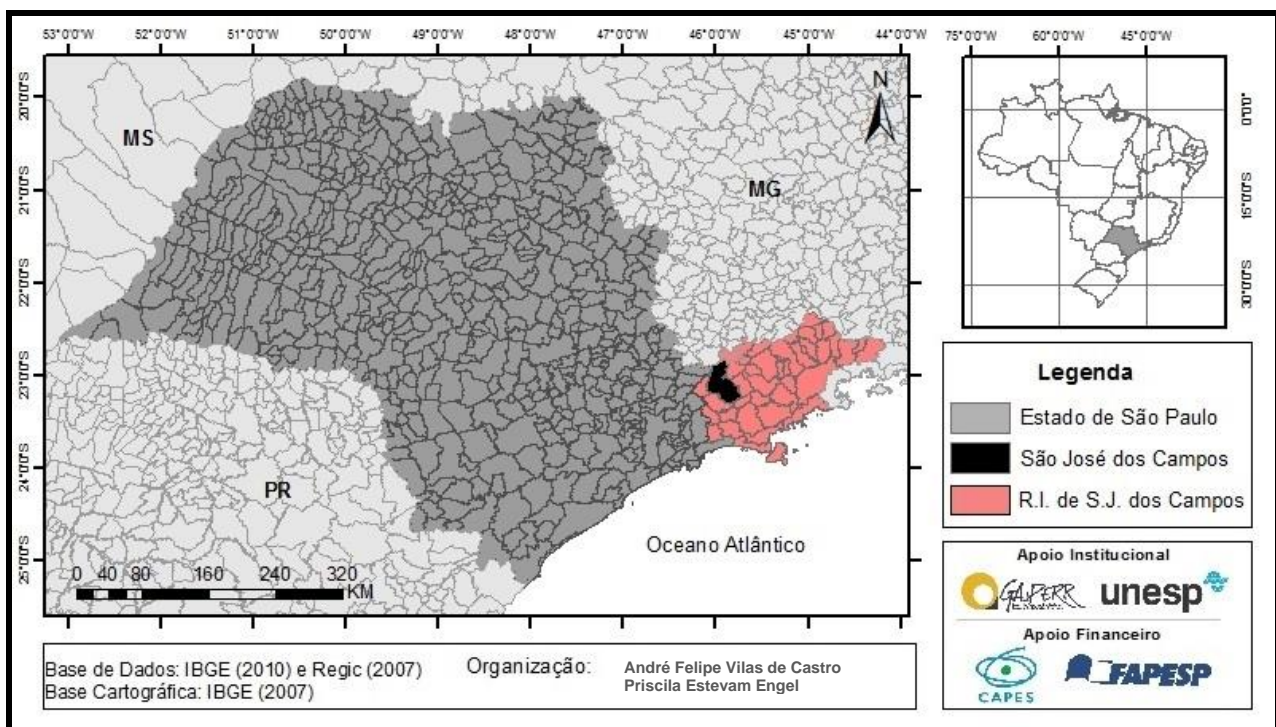 53°0'0"W 52°0'0"W 51°0'0"W 50°0'0"W 49°0'0"W 48°0'0"W 47°0'0"W 46°0'0"W 45°0'0"W 44°0'0"W
20°0'0"S
21°0'0"S
22°0'0"S
23°0'0"S
24°0'0"S
25°0'0"S
N
MS
MG
PR
Oceano Atlântico
0 40 80 160 240 320
KM
75°0'0"W 60°0'0"W 45°0'0"W
0°0'0"
15°0'0"S
30°0'0"S
Legenda
Estado de São Paulo
São José dos Campos
R.I. de S.J. dos Campos
Apoio Institucional
GAsPERR
unesp
Apoio Financeiro
CAPES
FAPESP
Base de Dados: IBGE (2010) e Regic (2007)
Base Cartográfica: IBGE (2007)
Organização:
André Felipe Vilas de Castro
Priscila Estevam Engel